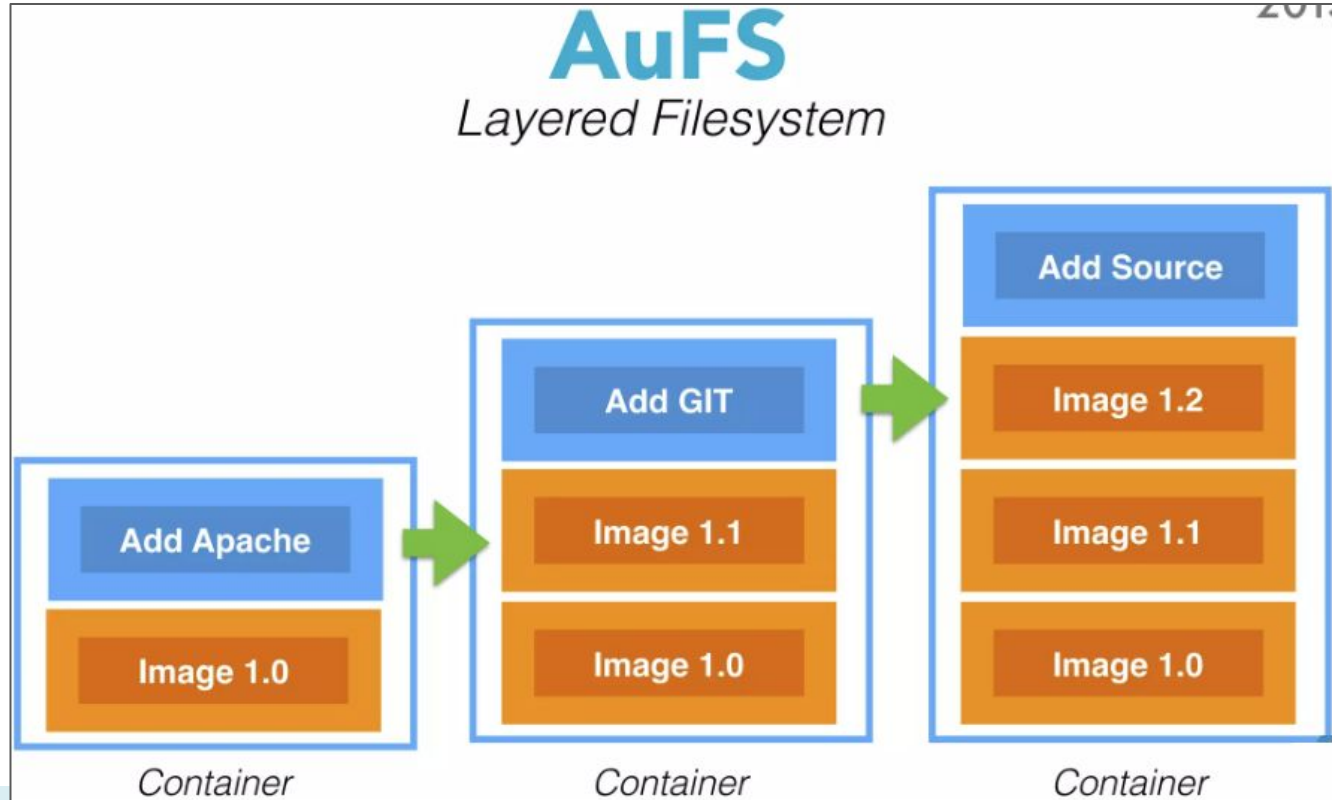 AuFS
Layered Filesystem
Add Apache
Image 1.0
Container
Add GIT
Image 1.1
Image 1.0
Container
Add Source
Image 1.2
Image 1.1
Image 1.0
Container